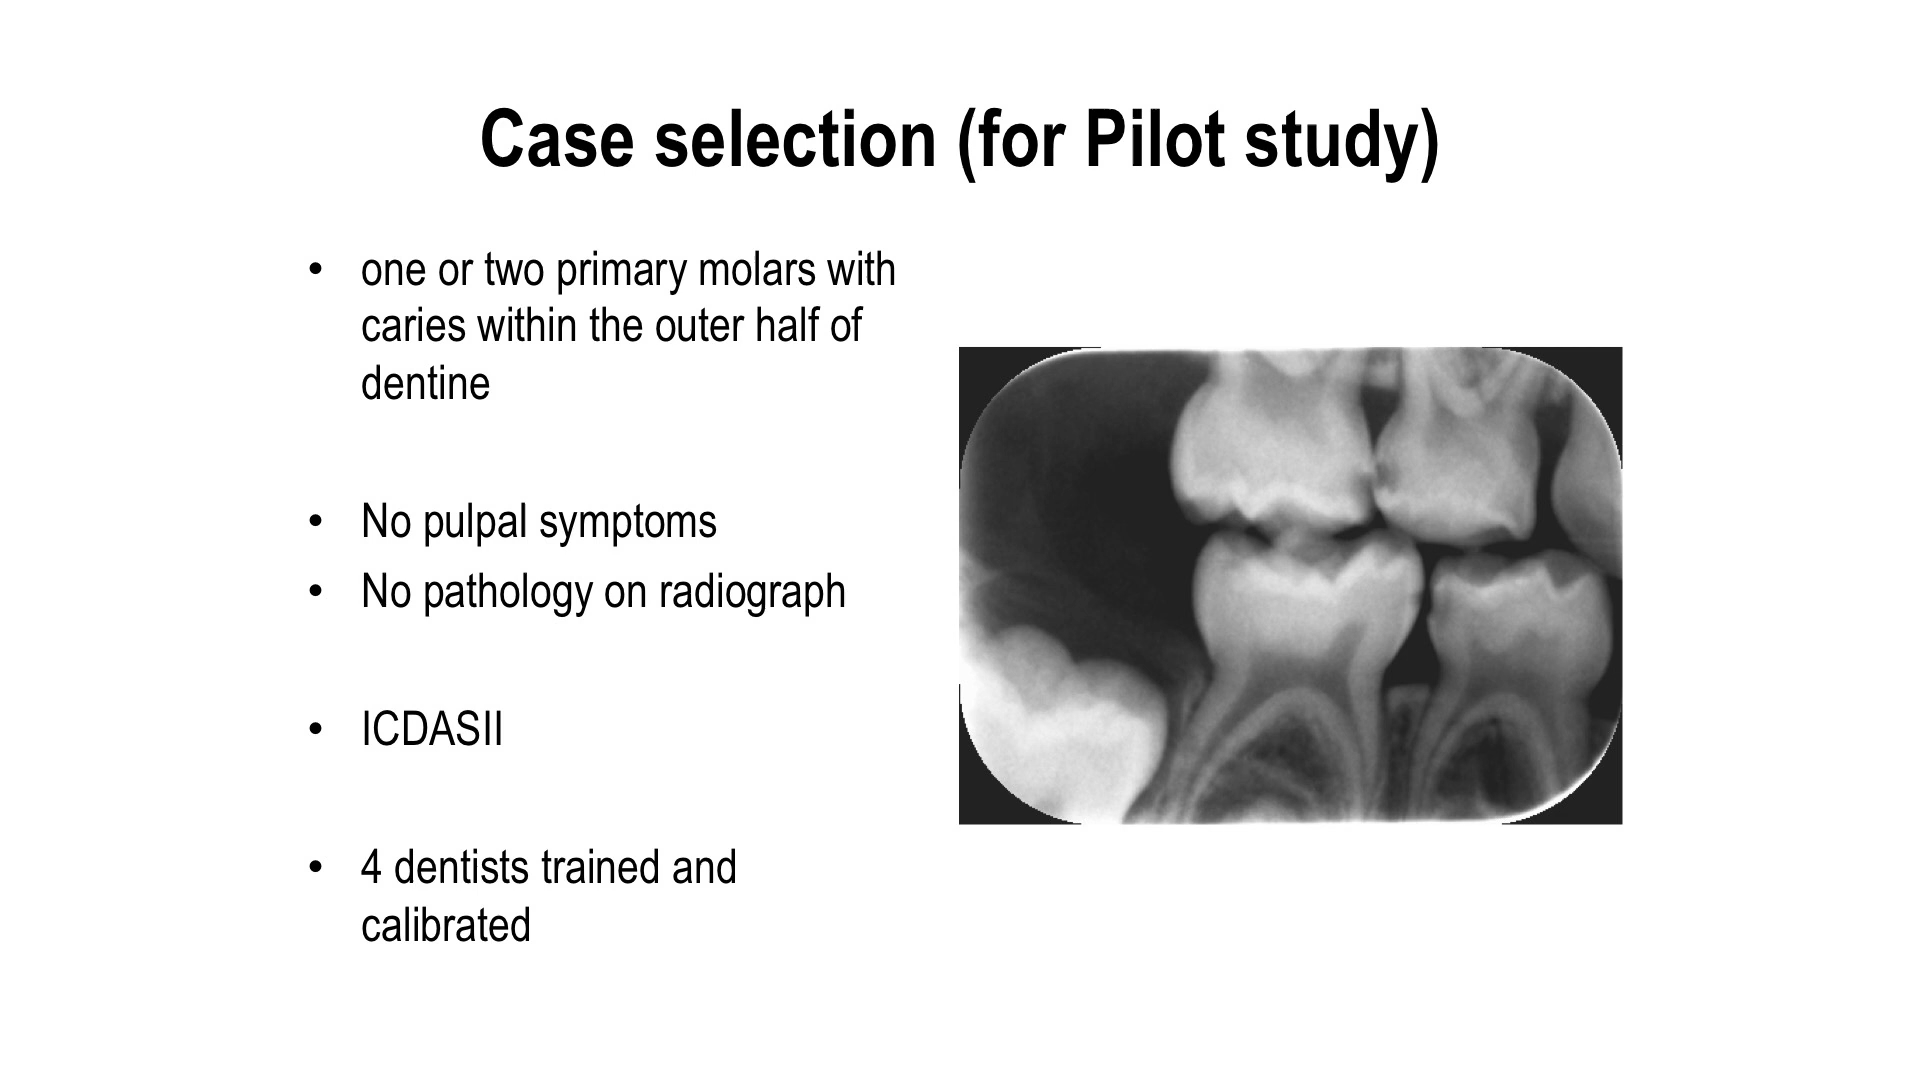 Case selection (for Pilot study)
• one or two primary molars with
caries within the outer half of
dentine
• No pulpal symptoms
• No pathology on radiograph
• ICDASII
• 4 dentists trained and
calibrated